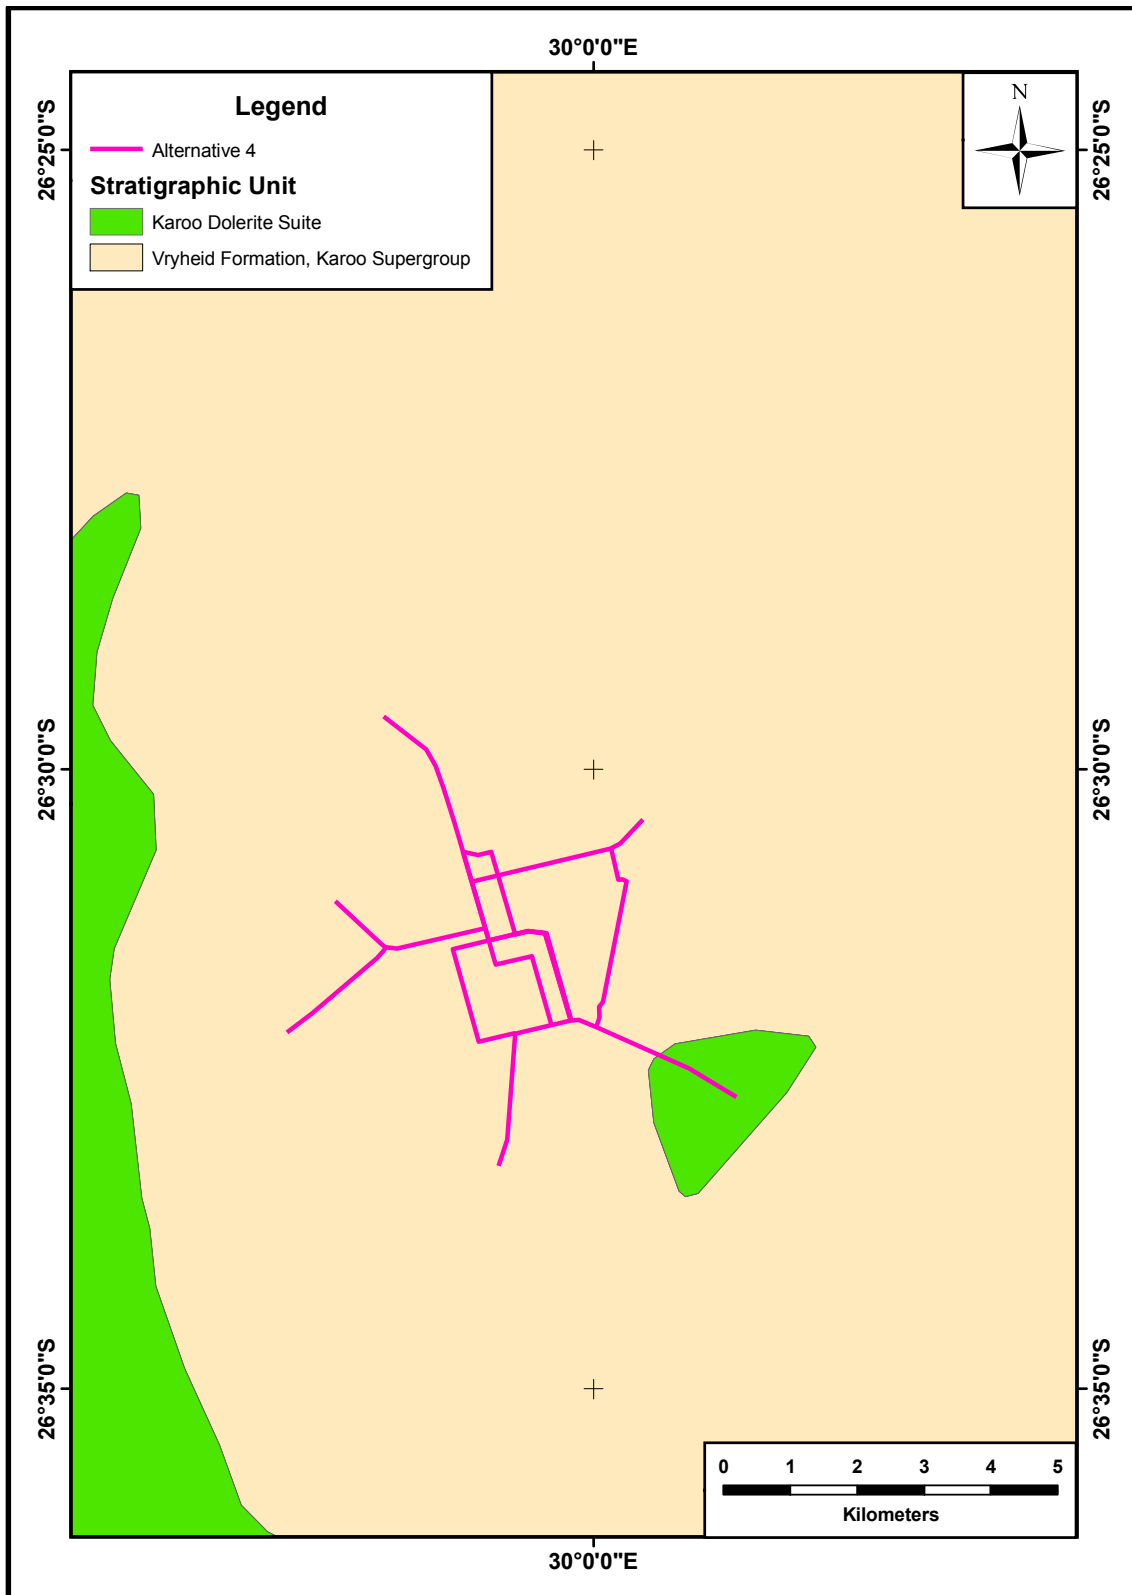 30°0'0"E
Legend
Alternative 4
Stratigraphic Unit
Karoo Dolerite Suite
Vryheid Formation, Karoo Supergroup
N
26°25'0"S
26°25'0"S
26°30'0"S
26°30'0"S
26°35'0"S
26°35'0"S
0 1 2 3 4 5
Kilometers
30°0'0"E